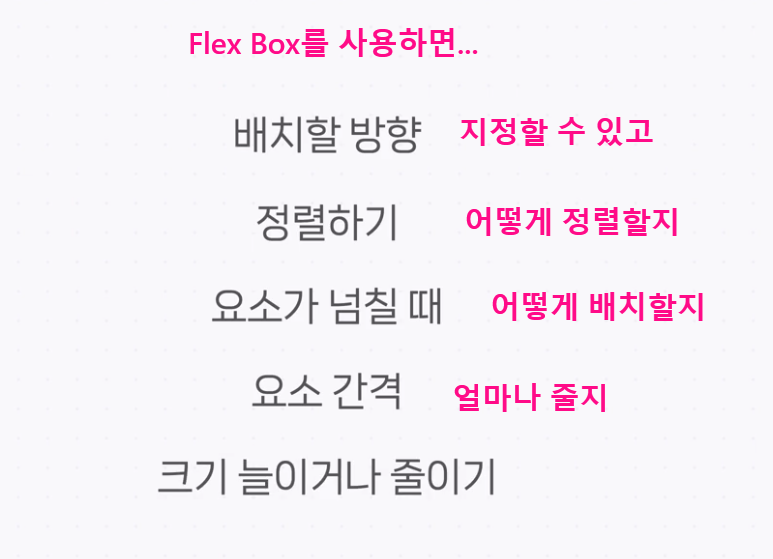 Flex Box를 사용하면...
배치할 방향 지정할 수 있고
정렬하기 어떻게 정렬할지
요소가 넘칠 때 어떻게 배치할지
요소 간격 얼마나 줄지
크기 늘이거나 줄이기